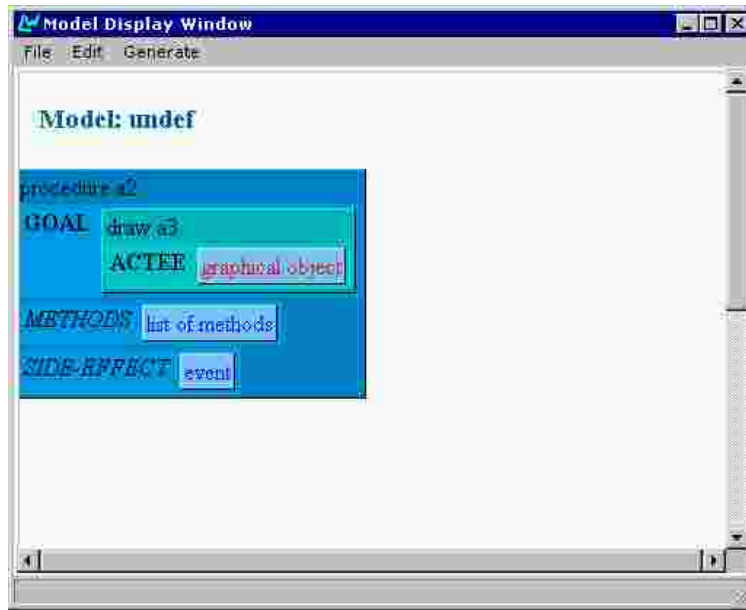 Model Display Window
File Edit Generate
Model: undef
procedure a2
GOAL draw a3
ACTEE graphical object
METHODS list of methods
SIDE-EFFECT event